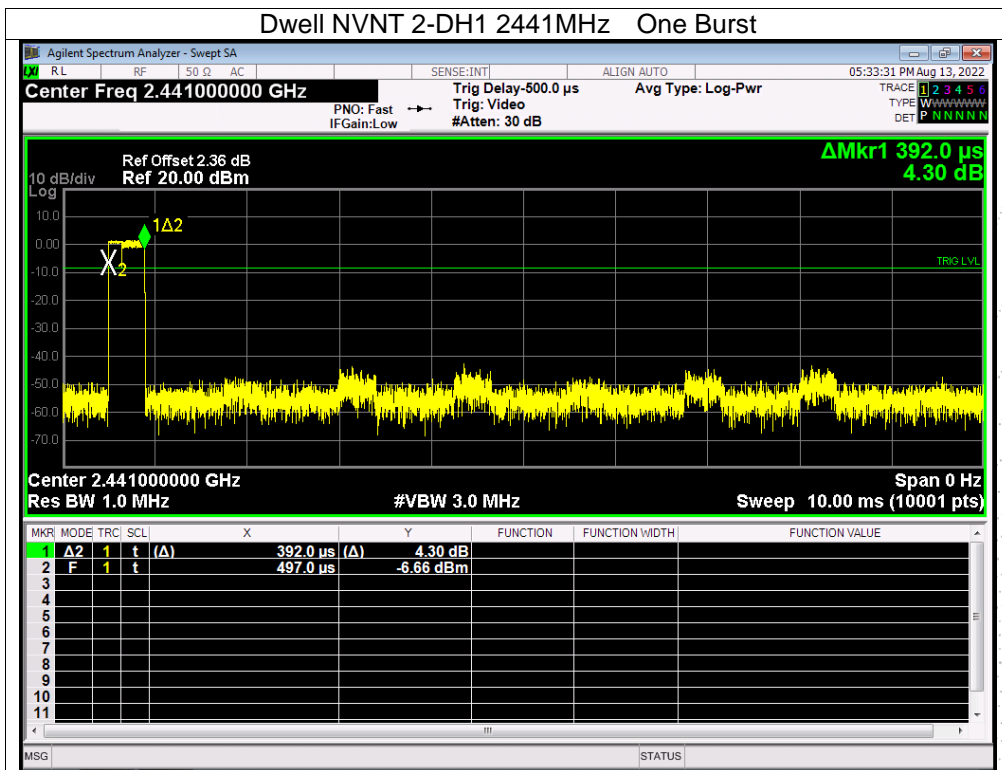 Dwell NVNT 2-DH1 2441MHz One Burst
Agilent Spectrum Analyzer - Swept SA
LXI RL RF 50 Ω AC SENSE:INT ALIGN AUTO 05:33:31 PM Aug 13, 2022
Center Freq 2.441000000 GHz Trig Delay-500.0 µs Avg Type: Log-Pwr TRACE 1 2 3 4 5 6
PNO: Fast Trig: Video TYPE WWWWWW
IFGain:Low #Atten: 30 dB DET P N N N N N
ΔMkr1 392.0 µs
4.30 dB
Ref Offset 2.36 dB
10 dB/div Ref 20.00 dBm
Log
10.0
0.00
-10.0
-20.0
-30.0
-40.0
-50.0
-60.0
-70.0
1Δ2
X2
TRIG LVL
Center 2.441000000 GHz Span 0 Hz
Res BW 1.0 MHz #VBW 3.0 MHz Sweep 10.00 ms (10001 pts)
MKR MODE TRC SCL X Y FUNCTION FUNCTION WIDTH FUNCTION VALUE
1 Δ2 1 t (Δ) 392.0 µs (Δ) 4.30 dB
2 F 1 t 497.0 µs -6.66 dBm
3
4
5
6
7
8
9
10
11
MSG STATUS